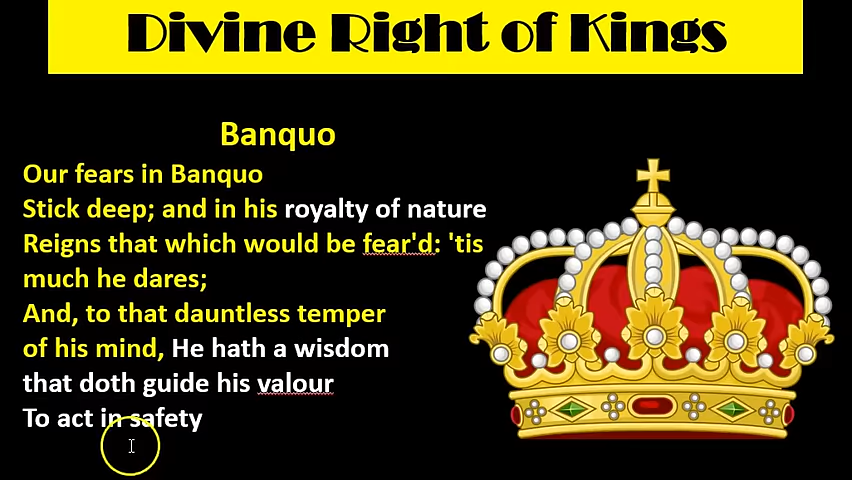 Divine Right of Kings
Banquo
Our fears in Banquo
Stick deep; and in his royalty of nature
Reigns that which would be fear'd: 'tis
much he dares;
And, to that dauntless temper
of his mind, He hath a wisdom
that doth guide his valour
To act in safety